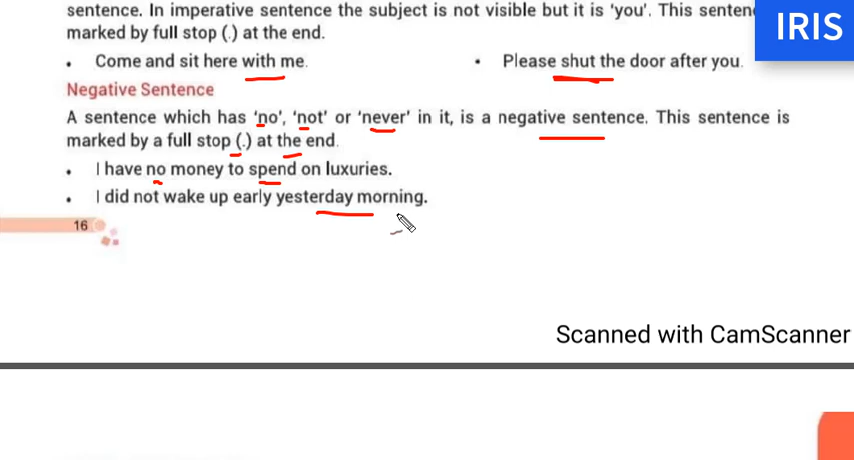 sentence. In imperative sentence the subject is not visible but it is 'you'. This
marked by full stop (.) at the end.
IRIS
• Come and sit here with me.
• Please shut the door after you.
Negative Sentence
A sentence which has 'no', 'not' or 'never' in it, is a negative sentence. This sentence is
marked by a full stop (.) at the end.
• I have no money to spend on luxuries.
• I did not wake up early yesterday morning.
16
Scanned with CamScanner